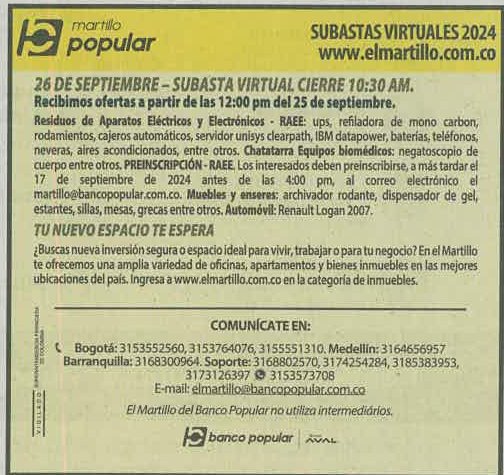 martillo
popular
SUBASTAS VIRTUALES 2024
www.elmartillo.com.co
26 DE SEPTIEMBRE – SUBASTA VIRTUAL CIERRE 10:30 AM.
Recibimos ofertas a partir de las 12:00 pm del 25 de septiembre.
Residuos de Aparatos Eléctricos y Electrónicos - RAEE: ups, refiladora de mono carbon,
rodamientos, cajeros automáticos, servidor unisys clearpath, IBM datapower, baterías, teléfonos,
neveras, aires acondicionados, entre otros. Chatatarra Equipos biomédicos: negatoscopio de
cuerpo entre otros. PREINSCRIPCIÓN - RAEE. Los interesados deben preinscribirse, a más tardar el
17 de septiembre de 2024 antes de las 4:00 pm, al correo electrónico el
martillo@bancopopular.com.co. Muebles y enseres: archivador rodante, dispensador de gel,
estantes, sillas, mesas, grecas entre otros. Automóvil: Renault Logan 2007.
TU NUEVO ESPACIO TE ESPERA
¿Buscas nueva inversión segura o espacio ideal para vivir, trabajar o para tu negocio? En el Martillo
te ofrecemos una amplia variedad de oficinas, apartamentos y bienes inmuebles en las mejores
ubicaciones del país. Ingresa a www.elmartillo.com.co en la categoría de inmuebles.
COMUNÍCATE EN:
Bogotá: 3153552560, 3153764076, 3155551310. Medellín: 3164656957
Barranquilla: 3168300964. Soporte: 3168802570, 3174254284, 3185383953,
3173126397 3153573708
E-mail: elmartillo@bancopopular.com.co
El Martillo del Banco Popular no utiliza intermediários.
banco popular
AVAL
VIGILADO SUPERINTENDENCIA FINANCIERA
DE COLOMBIA